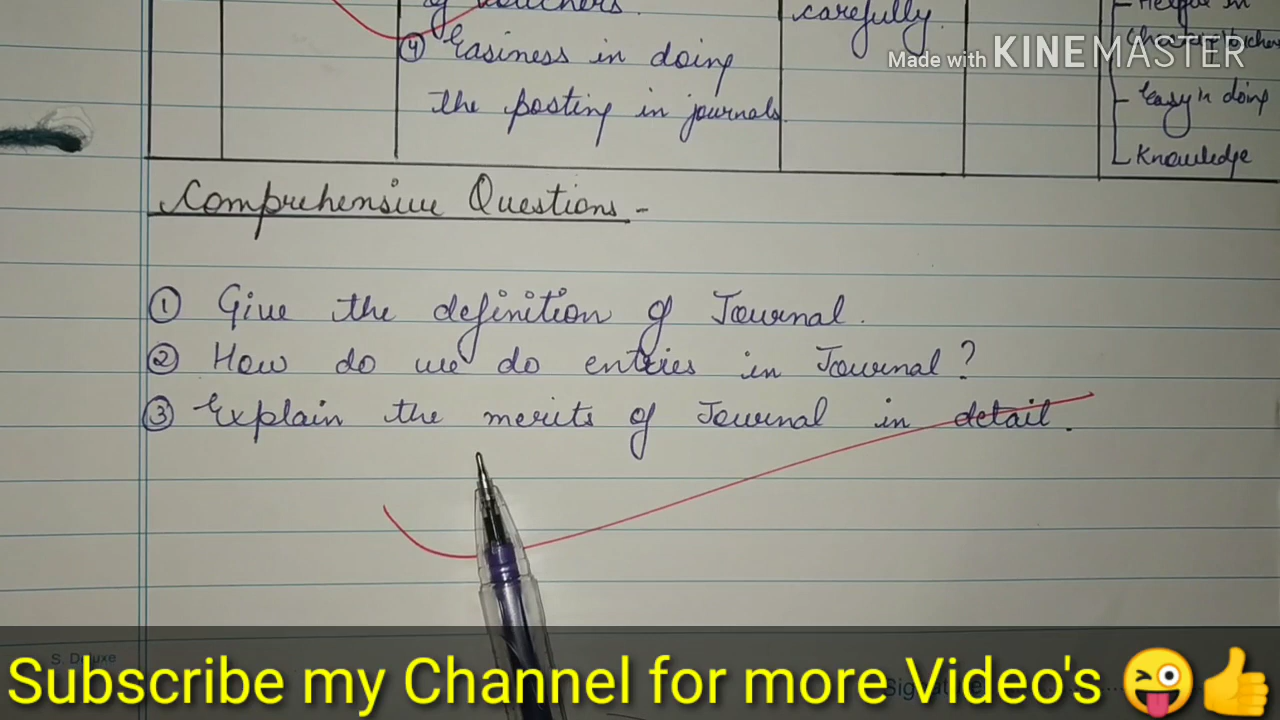 of vouchers.
carefully.
④ Easiness in doing
the posting in journals.
Made with KINEMASTER
Easy in doing
Knowledge
Comprehensive Questions -
① Give the definition of Journal.
② How do we do entries in Journal?
③ Explain the merits of Journal in detail.
Subscribe my Channel for more Video's 😜👍